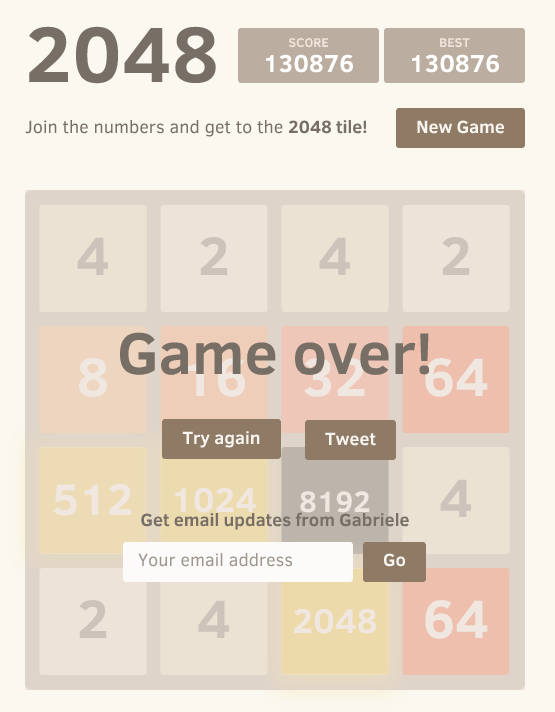 2048
SCORE
130876
BEST
130876
Join the numbers and get to the 2048 tile!
New Game
4 2 4 2
8 16 32 64
Game over!
Try again
Tweet
512 1024 8192 4
Get email updates from Gabriele
Your email address
Go
2 4 2048 64